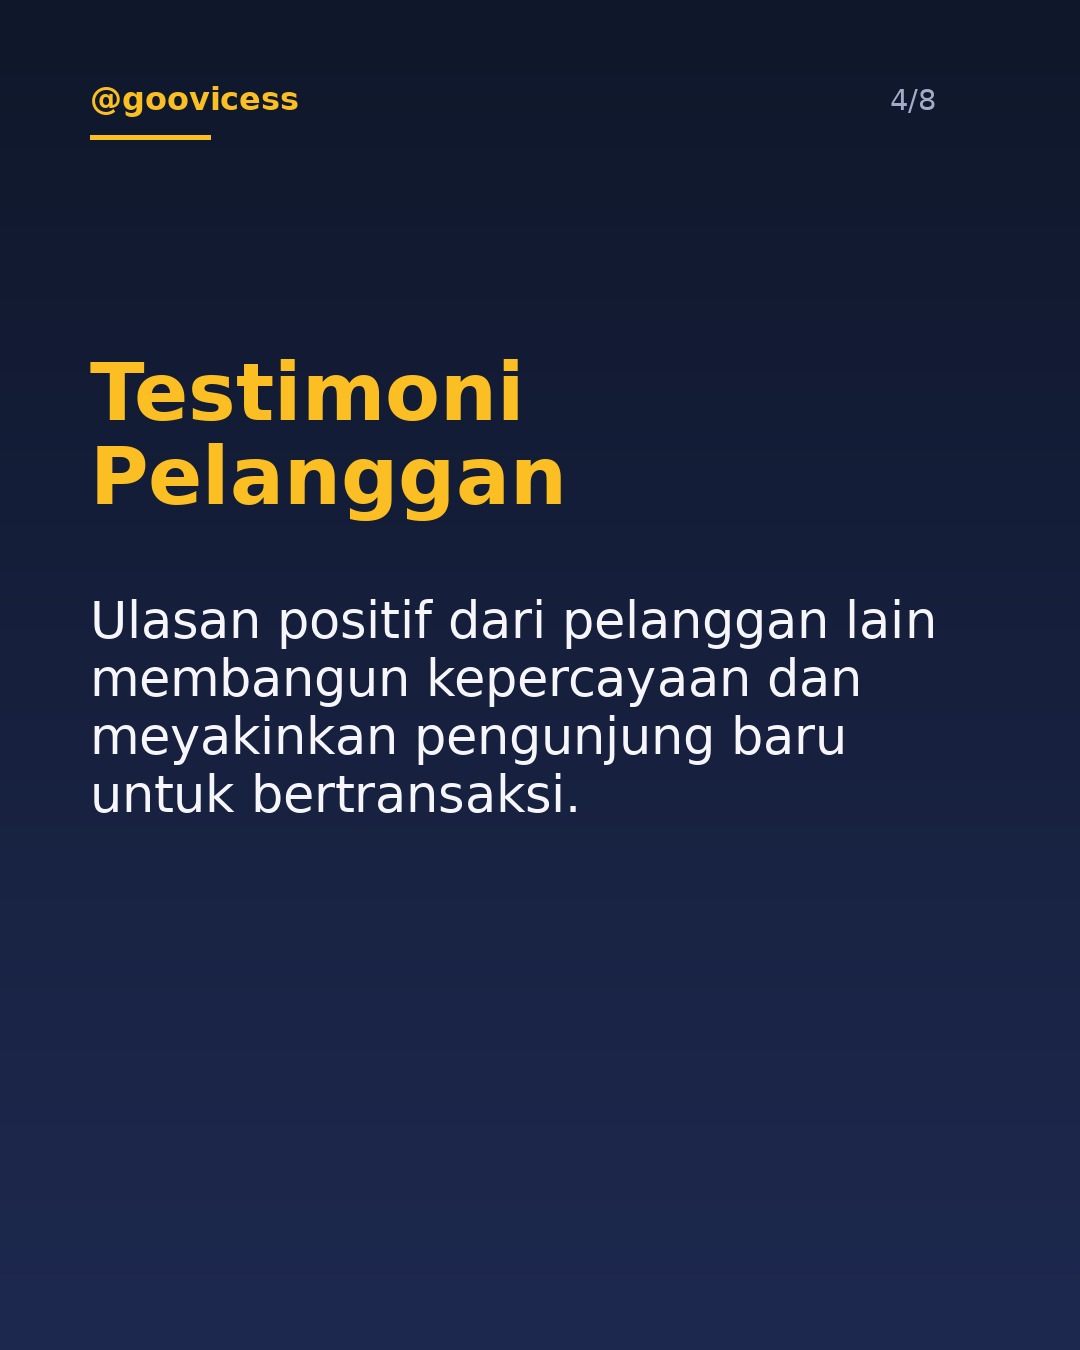 @goovicess
4/8
Testimoni
Pelanggan
Ulasan positif dari pelanggan lain
membangun kepercayaan dan
meyakinkan pengunjung baru
untuk bertransaksi.